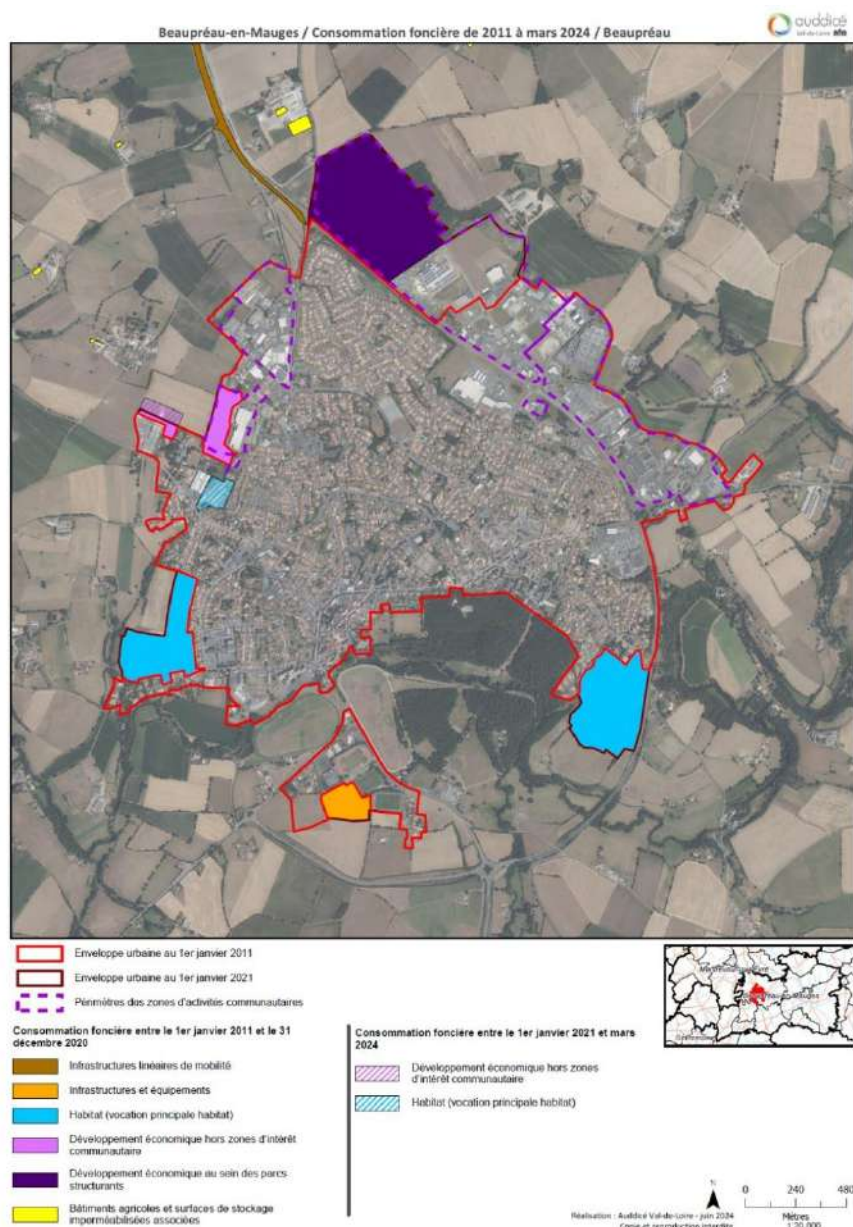 Beaupréau-en-Mauges / Consommation foncière de 2011 à mars 2024 / Beaupréau
auddicé
Val-de-Loire
Enveloppe urbaine au 1er janvier 2011
Enveloppe urbaine au 1er janvier 2021
Périmètres des zones d'activités communautaires
Consommation foncière entre le 1er janvier 2011 et le 31
décembre 2020
Infrastructures linéaires de mobilité
Infrastructures et équipements
Habitat (vocation principale habitat)
Développement économique hors zones d'intérêt
communautaire
Développement économique au sein des parcs
structurants
Bâtiments agricoles et surfaces de stockage
imperméabilisées associées
Consommation foncière entre le 1er janvier 2021 et mars
2024
Développement économique hors zones
d'intérêt communautaire
Habitat (vocation principale habitat)
N
0 240 480
Mètres
Réalisation : Auddicé Val-de-Loire - juin 2024
Copie et reproduction interdite
1:20 000